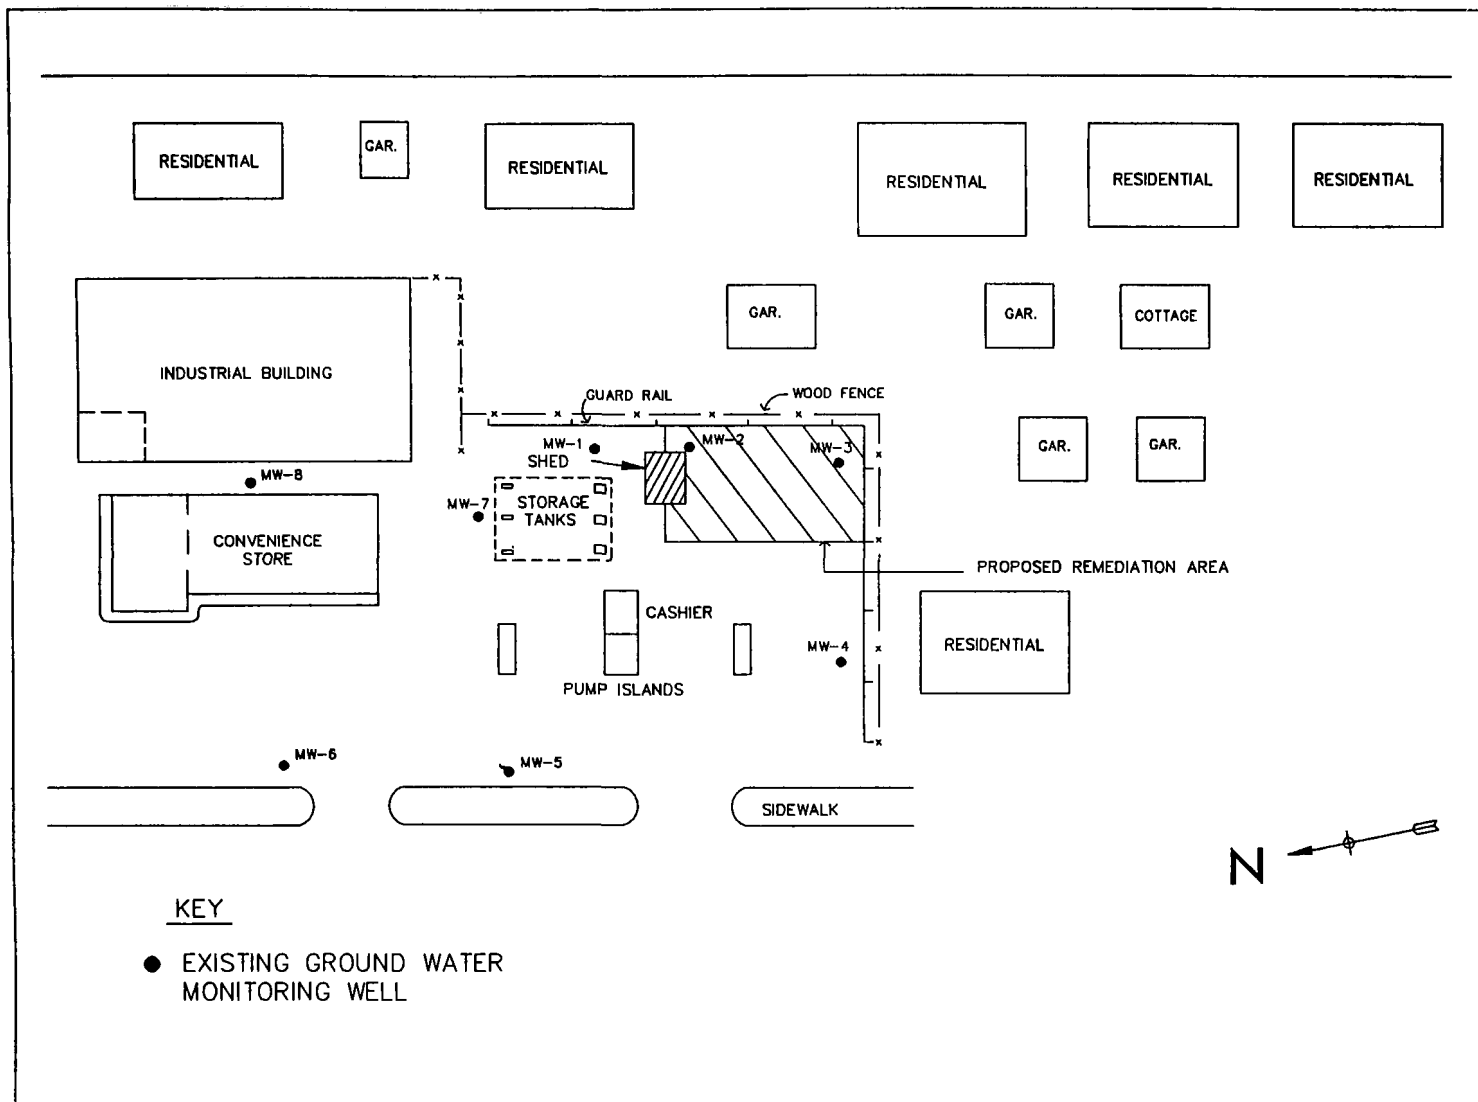 RESIDENTIAL
GAR.
RESIDENTIAL
RESIDENTIAL
RESIDENTIAL
RESIDENTIAL
GAR.
GAR.
COTTAGE
INDUSTRIAL BUILDING
GUARD RAIL
WOOD FENCE
MW-1
MW-2
MW-3
SHED
GAR.
GAR.
MW-8
MW-7
STORAGE
TANKS
CONVENIENCE
STORE
PROPOSED REMEDIATION AREA
CASHIER
MW-4
RESIDENTIAL
PUMP ISLANDS
MW-6
MW-5
SIDEWALK
N
KEY
EXISTING GROUND WATER
MONITORING WELL